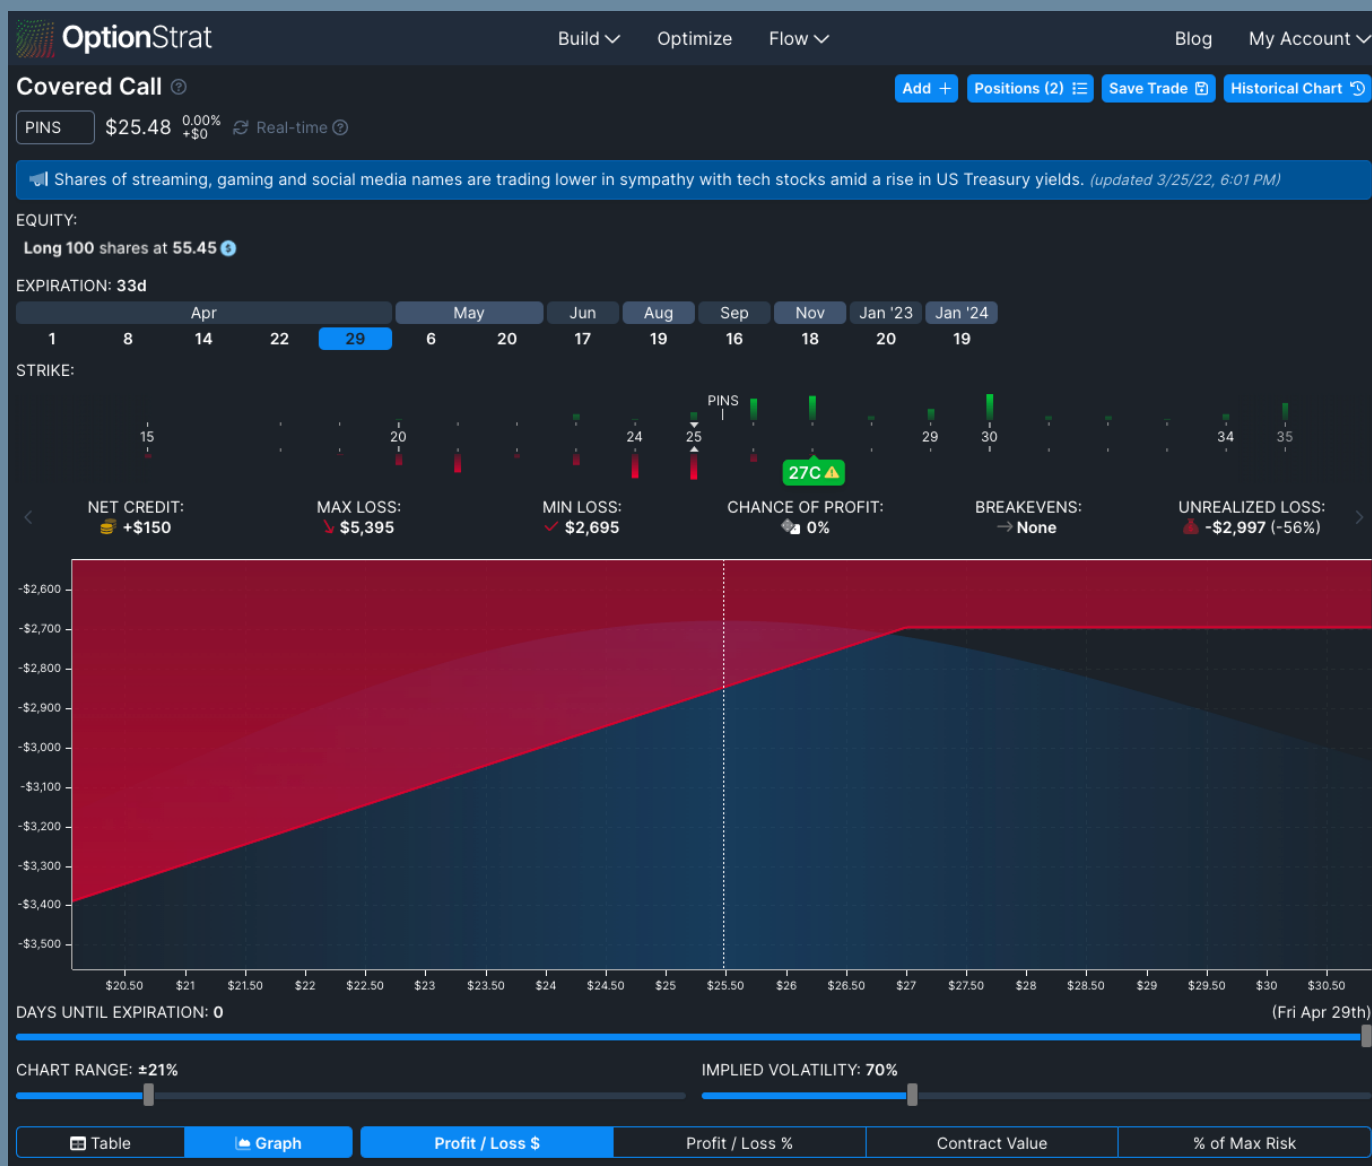 OptionStrat Build Optimize Flow Blog My Account
Covered Call Add + Positions (2) Save Trade Historical Chart
PINS $25.48 0.00% +$0 Real-time
Shares of streaming, gaming and social media names are trading lower in sympathy with tech stocks amid a rise in US Treasury yields. (updated 3/25/22, 6:01 PM)
EQUITY:
Long 100 shares at 55.45
EXPIRATION: 33d
Apr May Jun Aug Sep Nov Jan '23 Jan '24
1 8 14 22 29 6 20 17 19 16 18 20 19
STRIKE:
PINS
15 20 24 25 29 30 34 35
27C
NET CREDIT: MAX LOSS: MIN LOSS: CHANCE OF PROFIT: BREAKEVENS: UNREALIZED LOSS:
+$150 $5,395 $2,695 0% None -$2,997 (-56%)
-$2,600
-$2,700
-$2,800
-$2,900
-$3,000
-$3,100
-$3,200
-$3,300
-$3,400
-$3,500
$20.50 $21 $21.50 $22 $22.50 $23 $23.50 $24 $24.50 $25 $25.50 $26 $26.50 $27 $27.50 $28 $28.50 $29 $29.50 $30 $30.50
DAYS UNTIL EXPIRATION: 0 (Fri Apr 29th)
CHART RANGE: ±21% IMPLIED VOLATILITY: 70%
Table Graph Profit / Loss $ Profit / Loss % Contract Value % of Max Risk